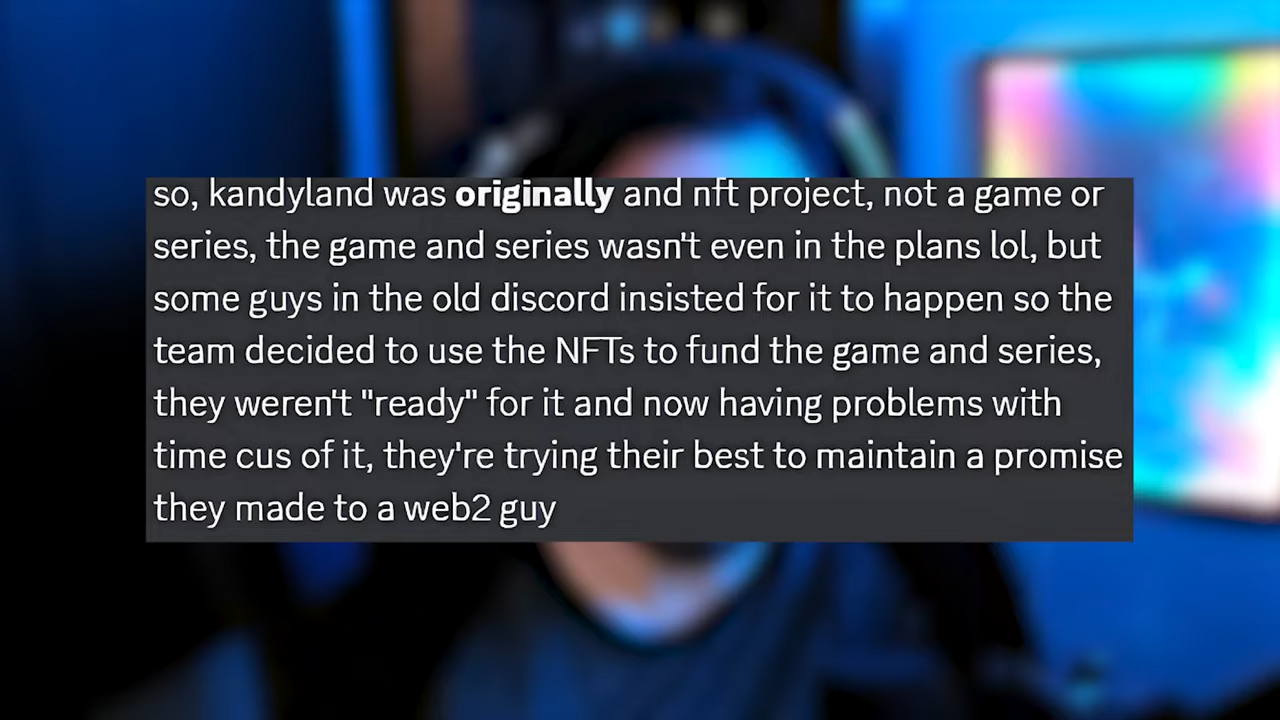 so, kandyland was originally and nft project, not a game or
series, the game and series wasn't even in the plans lol, but
some guys in the old discord insisted for it to happen so the
team decided to use the NFTs to fund the game and series,
they weren't "ready" for it and now having problems with
time cus of it, they're trying their best to maintain a promise
they made to a web2 guy